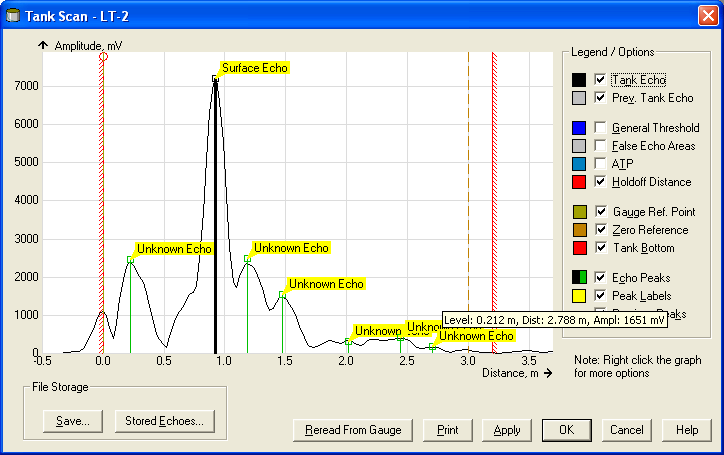 Tank Scan - LT-2
Amplitude, mV
Legend / Options
7000
6000
5000
4000
3000
2000
1000
0
Surface Echo
Unknown Echo
Unknown Echo
Unknown Echo
Unknown
Unknown
Unknown Echo
Level: 0.212 m, Dist: 2.788 m, Ampl: 1651 mV
-0.5 0.0 0.5 1.0 1.5 2.0 2.5 3.0 3.5
Distance, m
Tank Echo
Prev. Tank Echo
General Threshold
False Echo Areas
ATP
Holdoff Distance
Gauge Ref. Point
Zero Reference
Tank Bottom
Echo Peaks
Peak Labels
Note: Right click the graph
for more options
File Storage
Save...
Stored Echoes...
Reread From Gauge
Print
Apply
OK
Cancel
Help